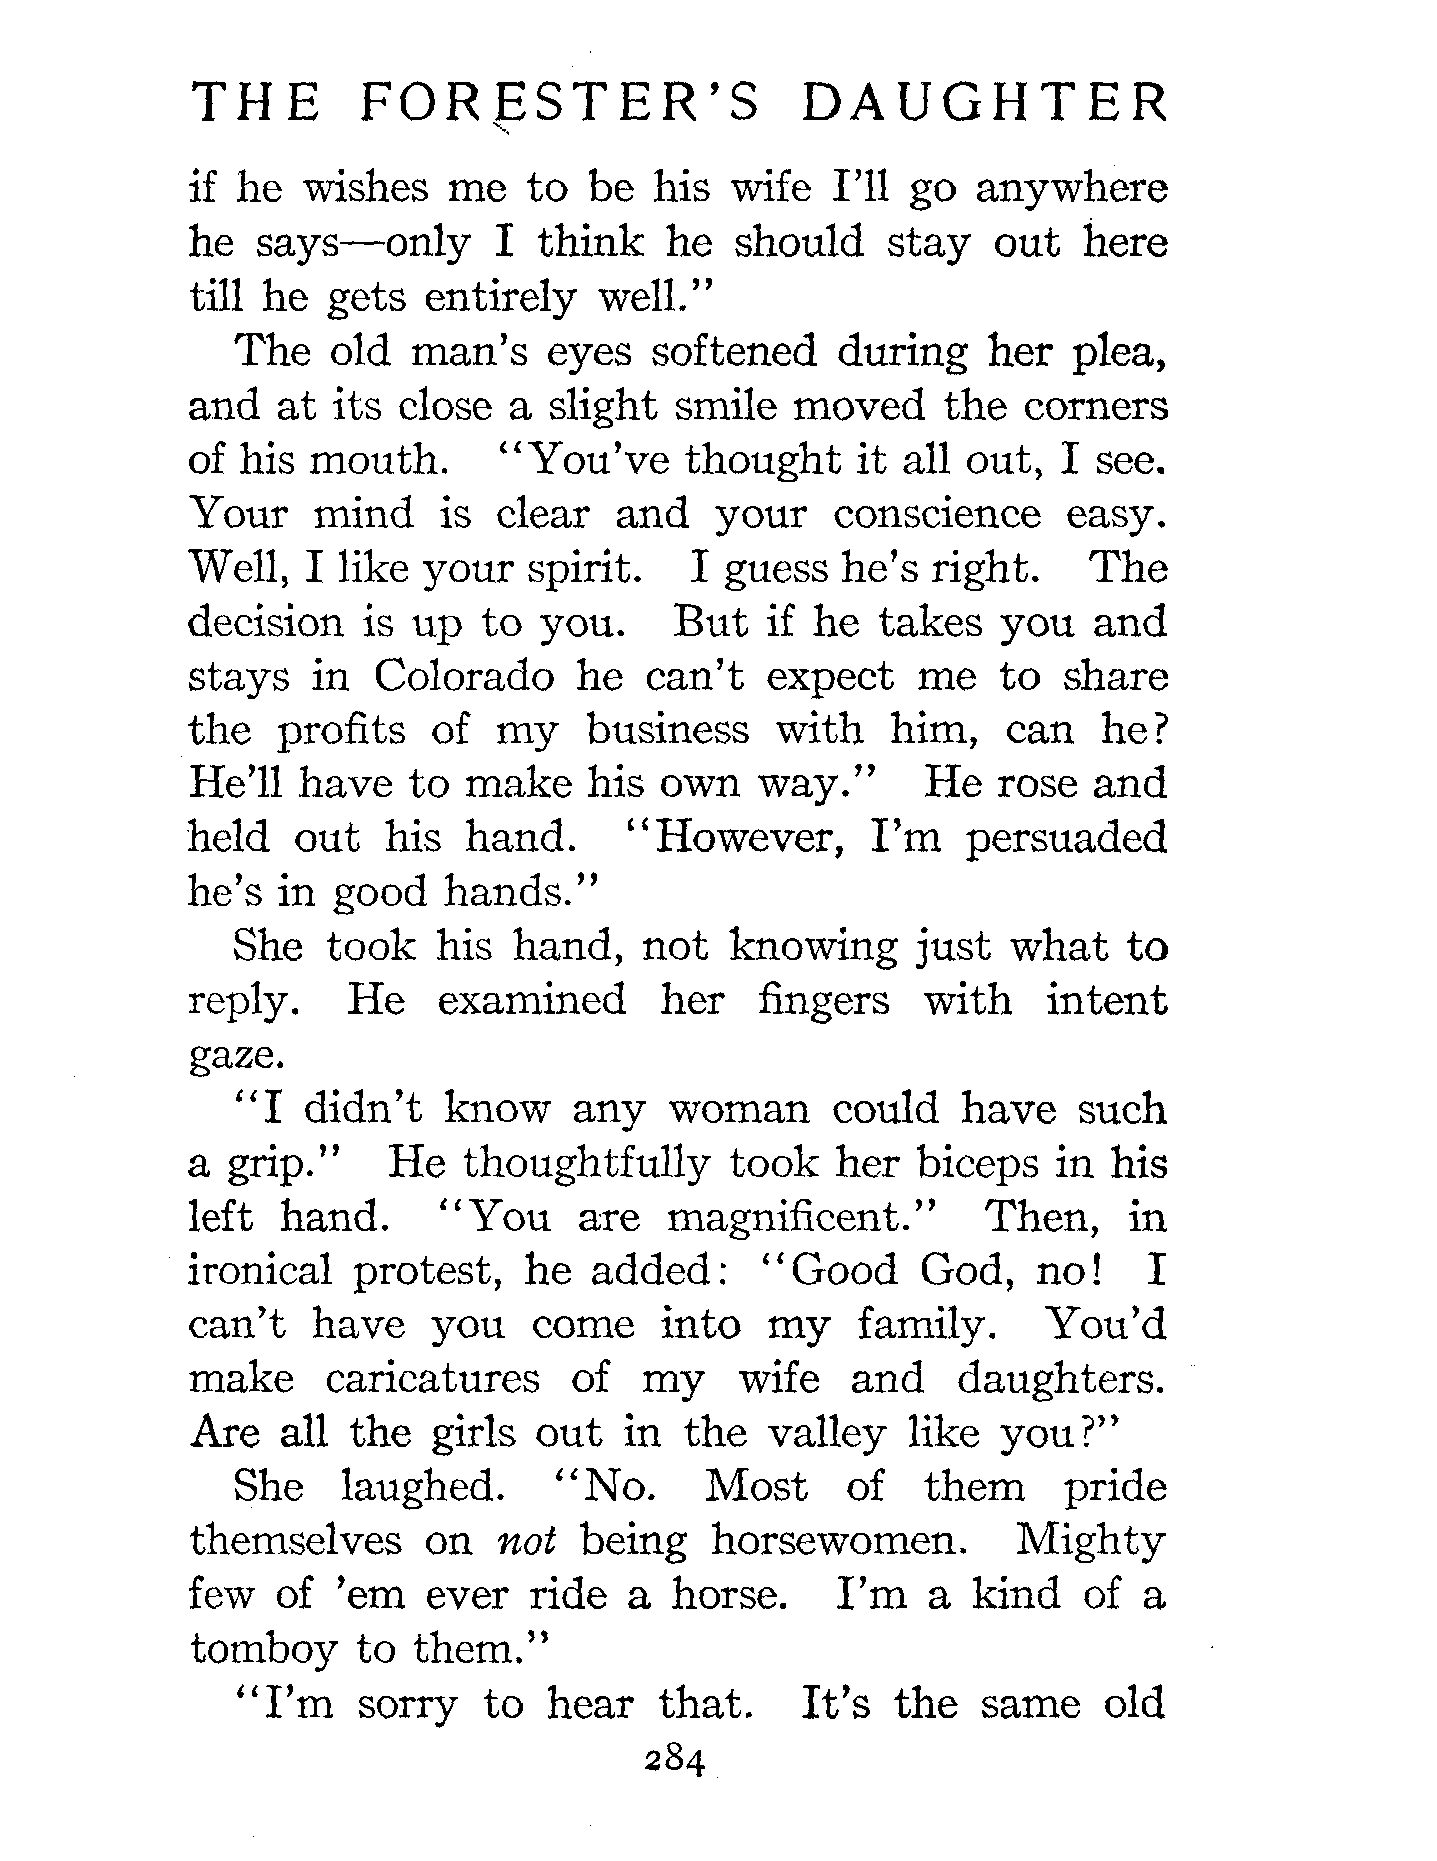 THE FORESTER'S DAUGHTER
if he wishes me to be his wife I'll go anywhere
he says—only I think he should stay out here
till he gets entirely well."
The old man's eyes softened during her plea,
and at its close a slight smile moved the corners
of his mouth. "You've thought it all out, I see.
Your mind is clear and your conscience easy.
Well, I like your spirit. I guess he's right. The
decision is up to you. But if he takes you and
stays in Colorado he can't expect me to share
the profits of my business with him, can he?
He'll have to make his own way." He rose and
held out his hand. "However, I'm persuaded
he's in good hands."
She took his hand, not knowing just what to
reply. He examined her fingers with intent
gaze.
"I didn't know any woman could have such
a grip." He thoughtfully took her biceps in his
left hand. "You are magnificent." Then, in
ironical protest, he added: "Good God, no! I
can't have you come into my family. You'd
make caricatures of my wife and daughters.
Are all the girls out in the valley like you?"
She laughed. "No. Most of them pride
themselves on not being horsewomen. Mighty
few of 'em ever ride a horse. I'm a kind of a
tomboy to them."
"I'm sorry to hear that. It's the same old
284